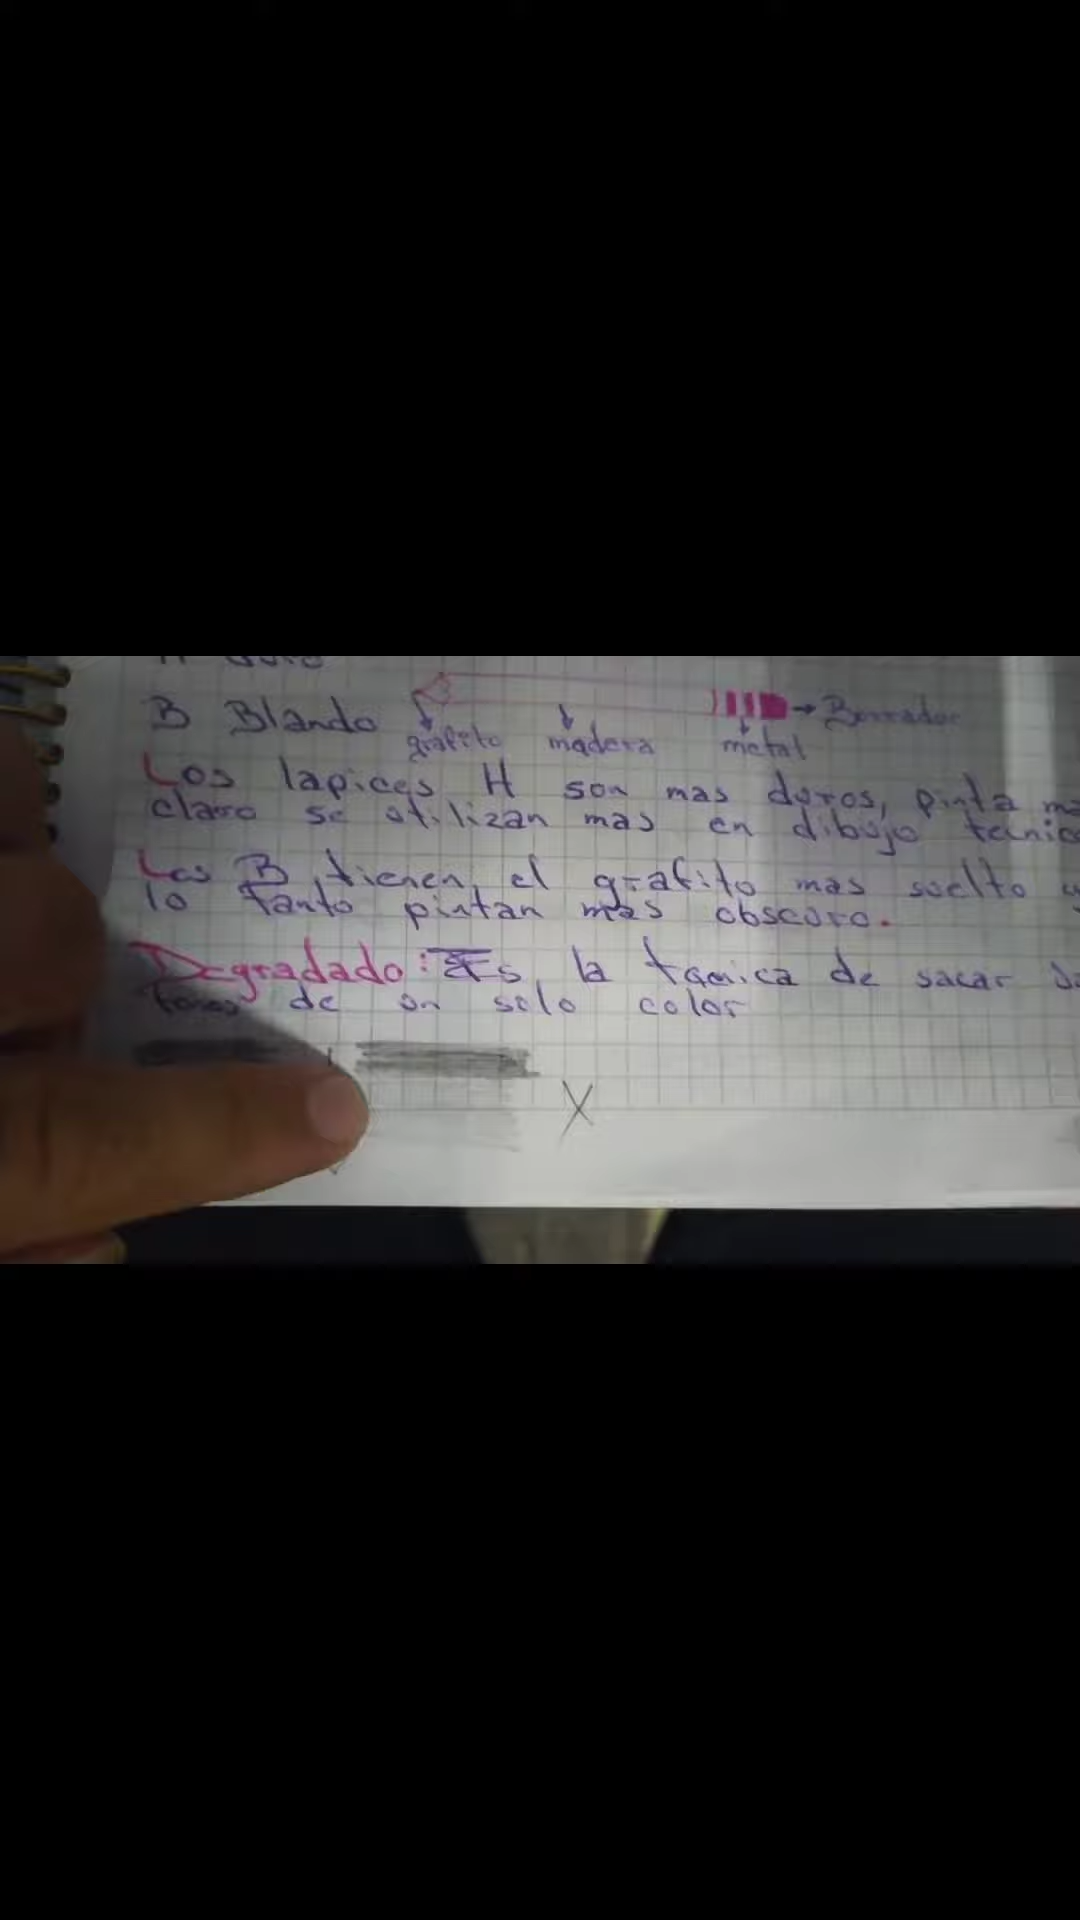 B Blando
→ Borrador
grafito madera metal
Los lapices H son mas duros, pinta
claro se utilizan mas en dibujo
Los B tienen el grafito mas suelto y
lo tanto pintan mas obscuro.
Degradado: Es la tecnica de sacar
tonos de un solo color
X